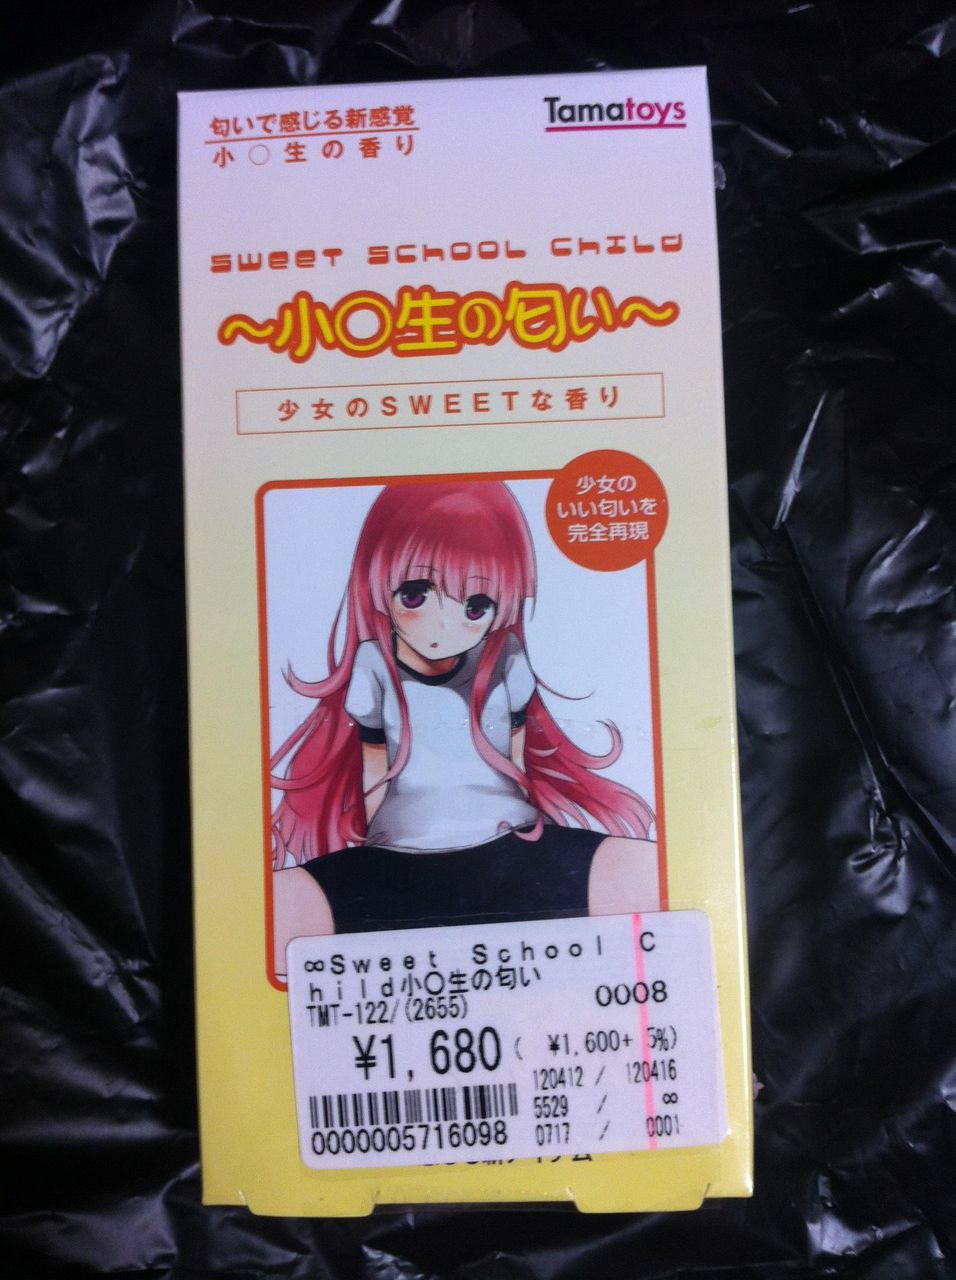 匂いで感じる新感覚
小〇生の香り
Tamatoys
SWEET SCHOOL CHILD
～小〇生の匂い～
少女のSWEETな香り
少女の
いい匂いを
完全再現
∞Sweet School C
hild小〇生の匂い
TMT-122/(2655)
0008
¥1,680 ( ¥1,600+ 5%)
120412 / 120416
5529 / ∞
0717 / 0001
0000005716098